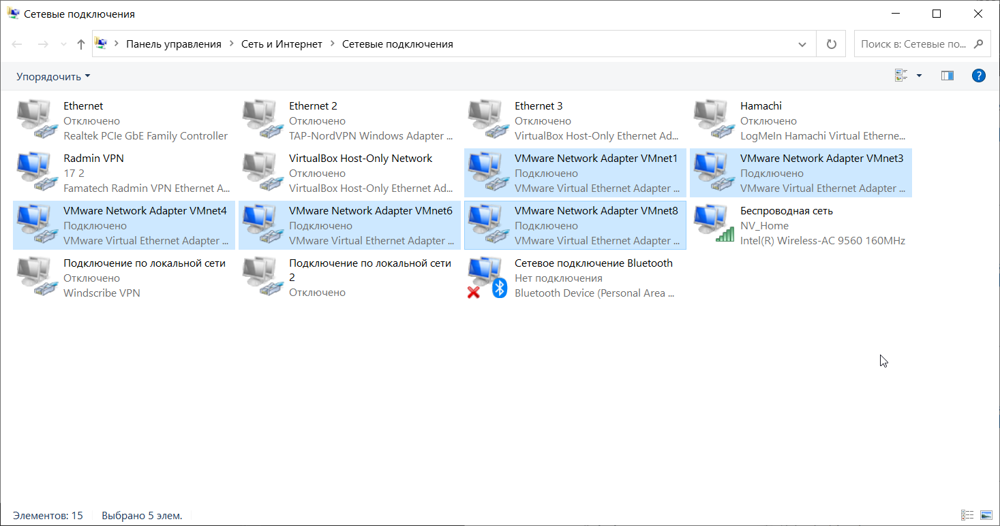 Сетевые подключения
Панель управления > Сеть и Интернет > Сетевые подключения
Поиск в: Сетевые по...
Упорядочить
Ethernet
Отключено
Realtek PCIe GbE Family Controller
Ethernet 2
Отключено
TAP-NordVPN Windows Adapter ...
Ethernet 3
Отключено
VirtualBox Host-Only Ethernet Ad...
Hamachi
Отключено
LogMeIn Hamachi Virtual Etherne...
Radmin VPN
17 2
Famatech Radmin VPN Ethernet A...
VirtualBox Host-Only Network
Отключено
VirtualBox Host-Only Ethernet Ad...
VMware Network Adapter VMnet1
Подключено
VMware Virtual Ethernet Adapter ...
VMware Network Adapter VMnet3
Подключено
VMware Virtual Ethernet Adapter ...
VMware Network Adapter VMnet4
Подключено
VMware Virtual Ethernet Adapter ...
VMware Network Adapter VMnet6
Подключено
VMware Virtual Ethernet Adapter ...
VMware Network Adapter VMnet8
Подключено
VMware Virtual Ethernet Adapter ...
Беспроводная сеть
NV_Home
Intel(R) Wireless-AC 9560 160MHz
Подключение по локальной сети
Отключено
Windscribe VPN
Подключение по локальной сети
2
Отключено
Сетевое подключение Bluetooth
Нет подключения
Bluetooth Device (Personal Area ...
Элементов: 15
Выбрано 5 элем.